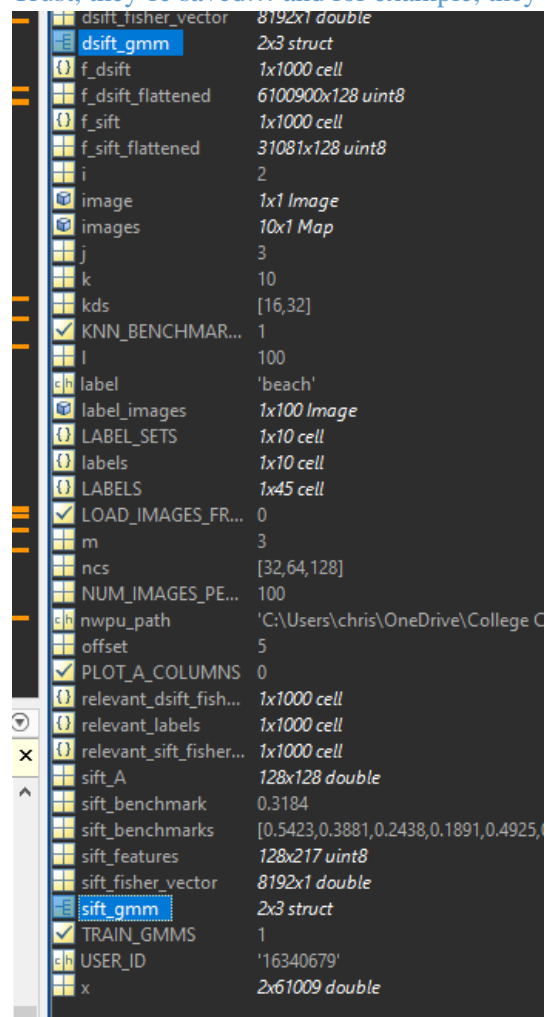 dsift_fisher_vector 8192x1 double
dsift_gmm 2x3 struct
f_dsift 1x1000 cell
f_dsift_flattened 6100900x128 uint8
f_sift 1x1000 cell
f_sift_flattened 31081x128 uint8
i 2
image 1x1 Image
images 10x1 Map
j 3
k 10
kds [16,32]
KNN_BENCHMAR... 1
l 100
label 'beach'
label_images 1x100 Image
LABEL_SETS 1x10 cell
labels 1x10 cell
LABELS 1x45 cell
LOAD_IMAGES_FR... 0
m 3
ncs [32,64,128]
NUM_IMAGES_PE... 100
nwpu_path 'C:\Users\chris\OneDrive\College C
offset 5
PLOT_A_COLUMNS 0
relevant_dsift_fish... 1x1000 cell
relevant_labels 1x1000 cell
relevant_sift_fisher... 1x1000 cell
sift_A 128x128 double
sift_benchmark 0.3184
sift_benchmarks [0.5423,0.3881,0.2438,0.1891,0.4925,
sift_features 128x217 uint8
sift_fisher_vector 8192x1 double
sift_gmm 2x3 struct
TRAIN_GMMS 1
USER_ID '16340679'
x 2x61009 double